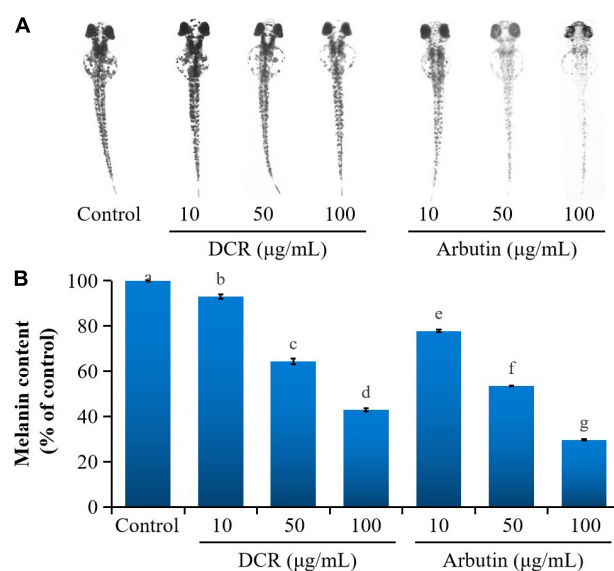 A
Control 10 50 100 10 50 100
DCR (μg/mL) Arbutin (μg/mL)
B
Melanin content
(% of control)
100
80
60
40
20
0
a b c d e f g
Control 10 50 100 10 50 100
DCR (μg/mL) Arbutin (μg/mL)